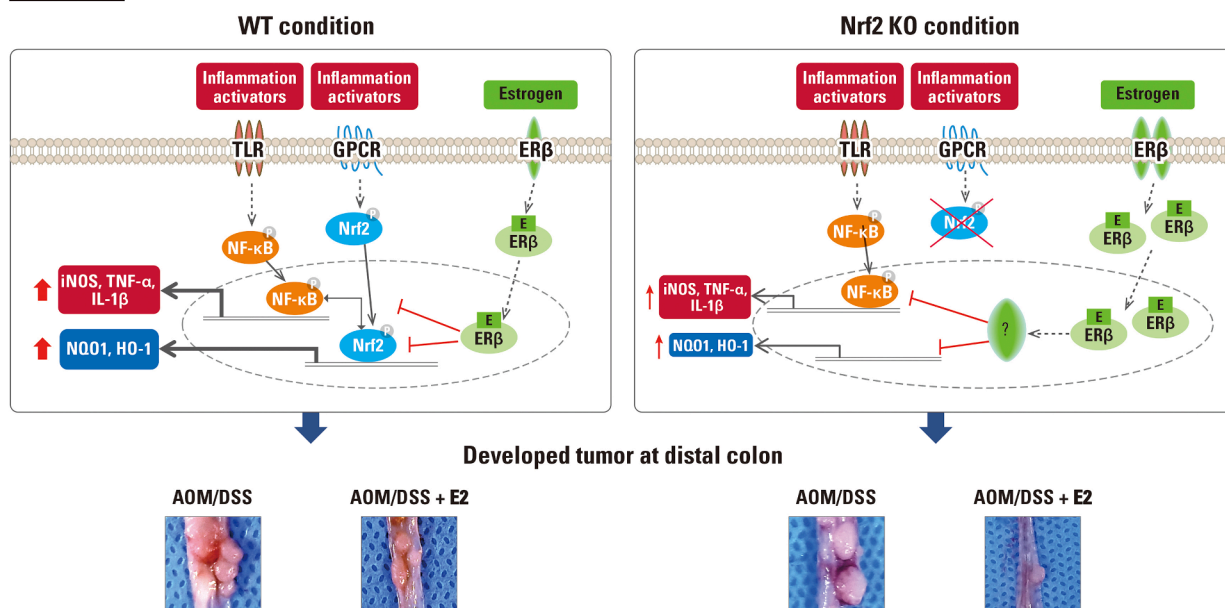 WT condition
Inflammation
activators
Inflammation
activators
Estrogen
TLR
GPCR
ERβ
P
Nrf2
P
NF-κB
E
ERβ
P
NF-κB
iNOS, TNF-α,
IL-1β
P
Nrf2
E
ERβ
NQO1, HO-1
Nrf2 KO condition
Inflammation
activators
Inflammation
activators
Estrogen
TLR
GPCR
ERβ
P
NF-κB
P
Nrf2
E
ERβ
E
ERβ
P
NF-κB
iNOS, TNF-α,
IL-1β
?
E
ERβ
E
ERβ
NQO1, HO-1
Developed tumor at distal colon
AOM/DSS
AOM/DSS + E2
AOM/DSS
AOM/DSS + E2